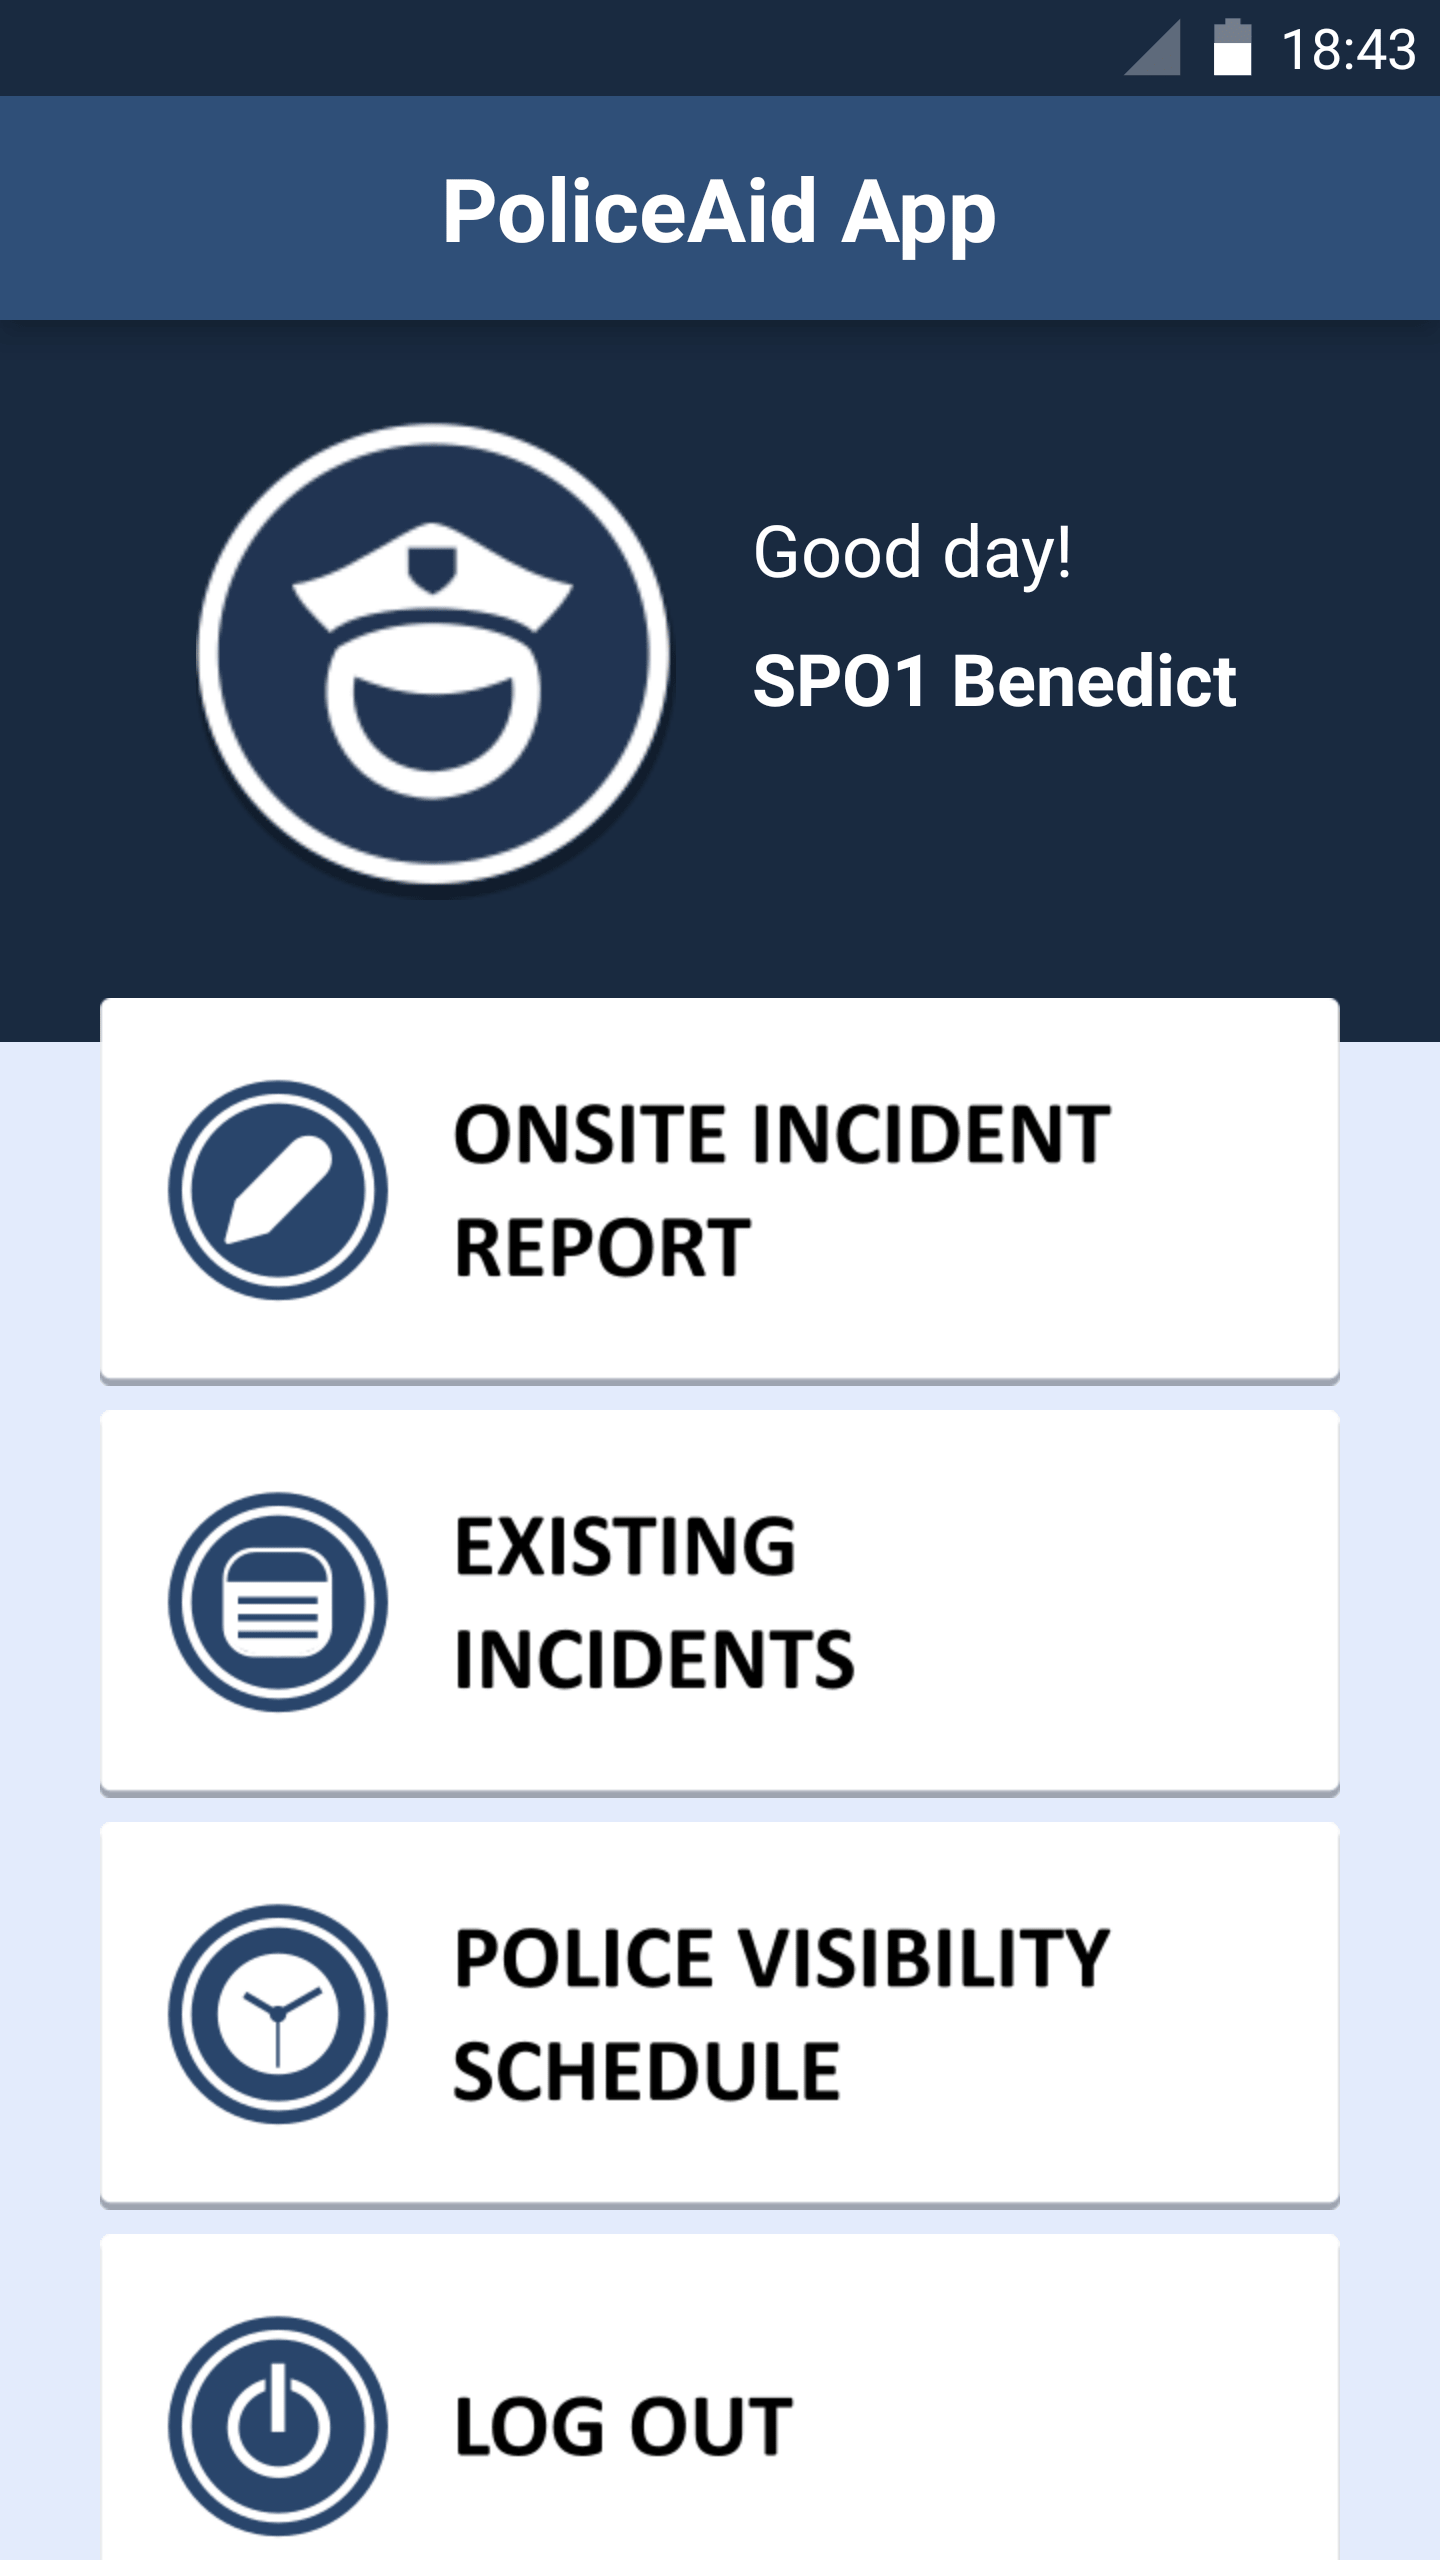 18:43
PoliceAid App
Good day!
SPO1 Benedict
ONSITE INCIDENT
REPORT
EXISTING
INCIDENTS
POLICE VISIBILITY
SCHEDULE
LOG OUT